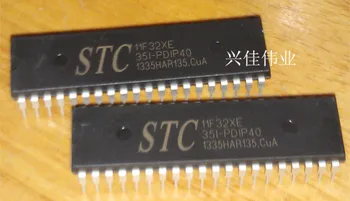 兴佳伟业
STC 11F32XE
35I-PDIP40
1335HAR135.CuA
STC 11F32XE
35I-PDIP40
1335HAR135.CuA